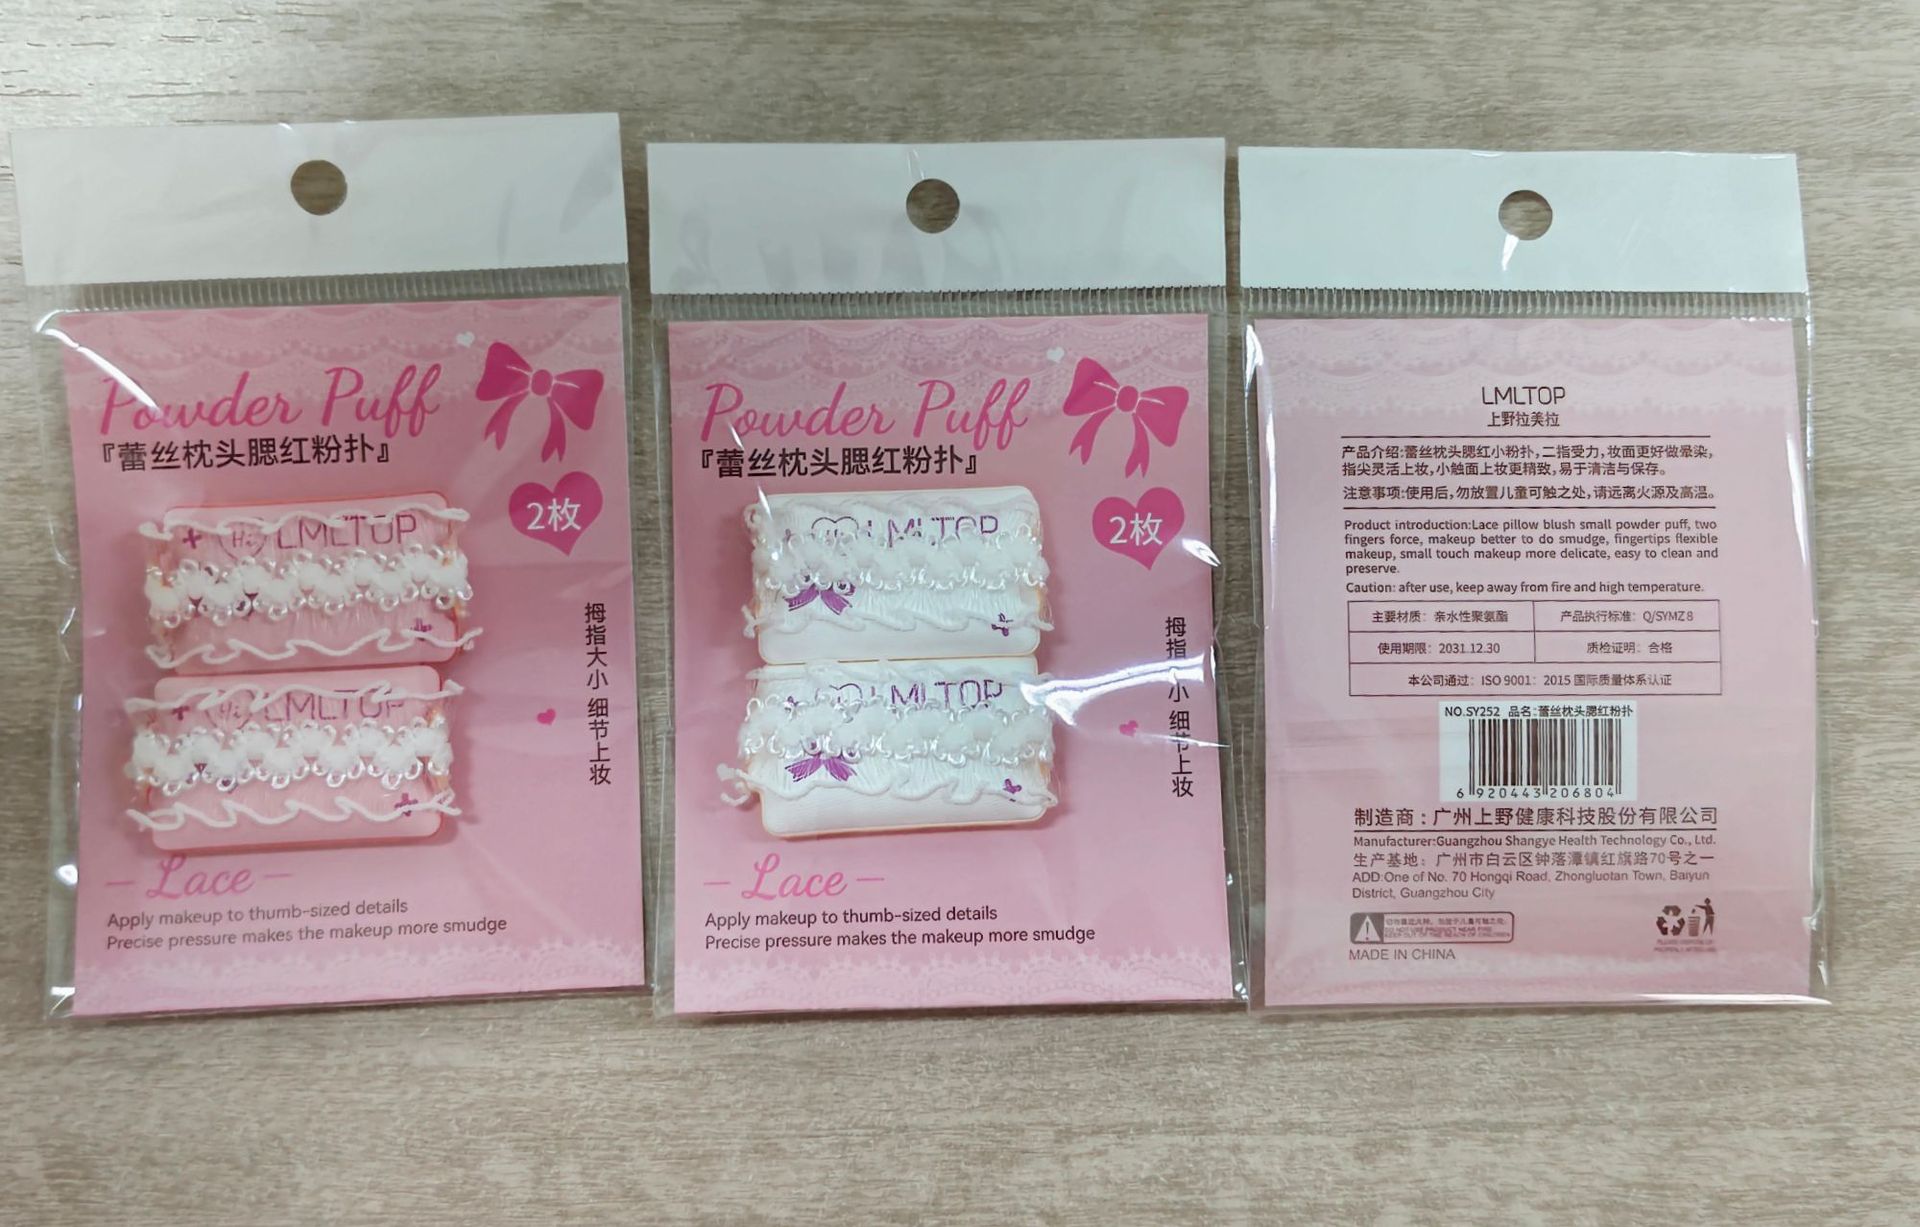 Powder Puff
『蕾丝枕头腮红粉扑』
2枚
Hi LMLTOP
Hi LMLTOP
拇指大小 细节上妆
Lace
Apply makeup to thumb-sized details
Precise pressure makes the makeup more smudge
Powder Puff
『蕾丝枕头腮红粉扑』
2枚
LMLTOP
LMLTOP
拇指 小 细节上妆
Lace
Apply makeup to thumb-sized details
Precise pressure makes the makeup more smudge
LMLTOP
上野拉美拉
产品介绍:蕾丝枕头腮红小粉扑,二指受力,妆面更好做晕染,
指尖灵活上妆,小触面上妆更精致,易于清洁与保存。
注意事项:使用后,勿放置儿童可触之处,请远离火源及高温。
Product introduction:Lace pillow blush small powder puff, two
fingers force, makeup better to do smudge, fingertips flexible
makeup, small touch makeup more delicate, easy to clean and
preserve.
Caution: after use, keep away from fire and high temperature.
主要材质：亲水性聚氨酯 产品执行标准：Q/SYMZ 8
使用期限：2031.12.30 质检证明：合格
本公司通过：ISO 9001：2015 国际质量体系认证
NO.SY252 品名:蕾丝枕头腮红粉扑
6 920443 206804
制造商：广州上野健康科技股份有限公司
Manufacturer:Guangzhou Shangye Health Technology Co., Ltd.
生产基地：广州市白云区钟落潭镇红旗路70号之一
ADD:One of No. 70 Hongqi Road, Zhongluotan Town, Baiyun
District, Guangzhou City
DO NOT USE PRODUCT NEAR FIRE
KEEP OUT OF THE REACH OF CHILDREN
MADE IN CHINA